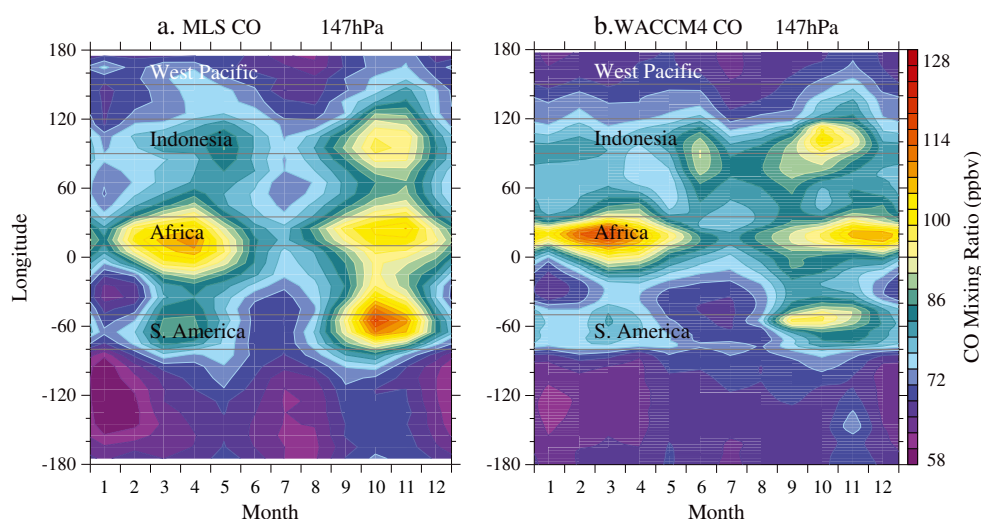 a. MLS CO 147hPa
b.WACCM4 CO 147hPa
180
120
60
0
-60
-120
-180
Longitude
West Pacific
Indonesia
Africa
S. America
1 2 3 4 5 6 7 8 9 10 11 12
Month
180
120
60
0
-60
-120
-180
West Pacific
Indonesia
Africa
S. America
1 2 3 4 5 6 7 8 9 10 11 12
Month
128
114
100
86
72
58
CO Mixing Ratio (ppbv)